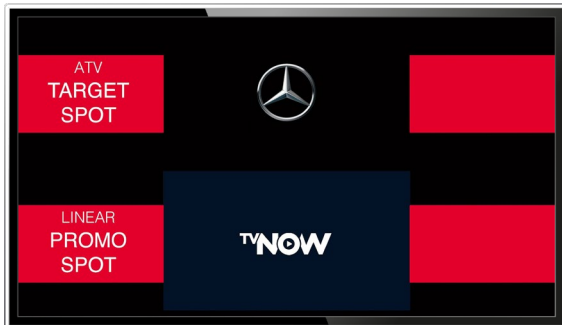 ATV
TARGET
SPOT
LINEAR
PROMO
SPOT
TVNOW